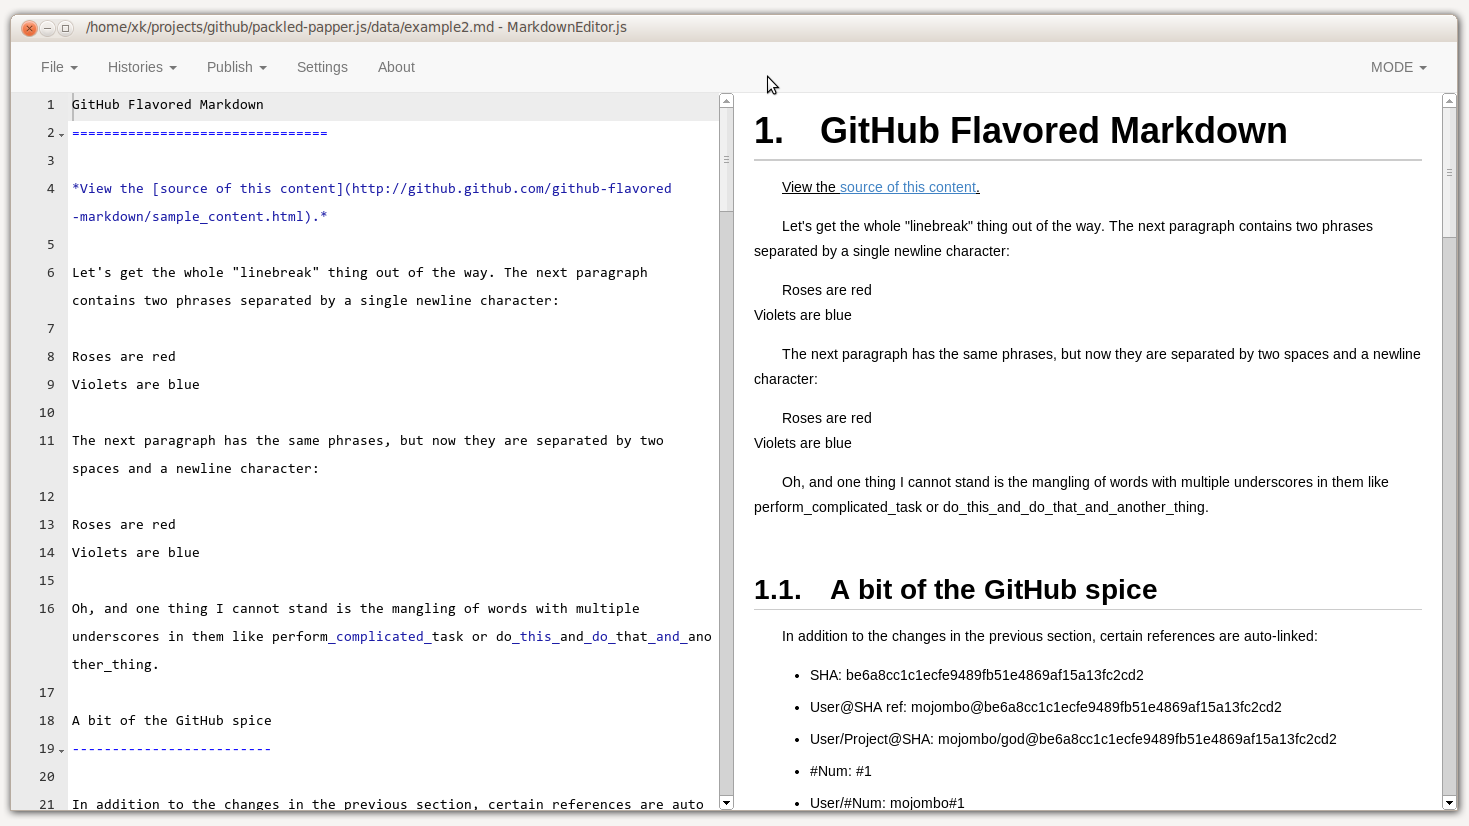 /home/xk/projects/github/packled-papper.js/data/example2.md - MarkdownEditor.js
File Histories Publish Settings About MODE
1 GitHub Flavored Markdown
2 ================================
3
4 *View the [source of this content](http://github.github.com/github-flavored
-markdown/sample_content.html).*
5
6 Let's get the whole "linebreak" thing out of the way. The next paragraph
contains two phrases separated by a single newline character:
7
8 Roses are red
9 Violets are blue
10
11 The next paragraph has the same phrases, but now they are separated by two
spaces and a newline character:
12
13 Roses are red
14 Violets are blue
15
16 Oh, and one thing I cannot stand is the mangling of words with multiple
underscores in them like perform_complicated_task or do_this_and_do_that_and_ano
ther_thing.
17
18 A bit of the GitHub spice
19 -------------------------
20
21 In addition to the changes in the previous section, certain references are auto
1. GitHub Flavored Markdown
View the source of this content.
Let's get the whole "linebreak" thing out of the way. The next paragraph contains two phrases
separated by a single newline character:
Roses are red
Violets are blue
The next paragraph has the same phrases, but now they are separated by two spaces and a newline
character:
Roses are red
Violets are blue
Oh, and one thing I cannot stand is the mangling of words with multiple underscores in them like
perform_complicated_task or do_this_and_do_that_and_another_thing.
1.1. A bit of the GitHub spice
In addition to the changes in the previous section, certain references are auto-linked:
• SHA: be6a8cc1c1ecfe9489fb51e4869af15a13fc2cd2
• User@SHA ref: mojombo@be6a8cc1c1ecfe9489fb51e4869af15a13fc2cd2
• User/Project@SHA: mojombo/god@be6a8cc1c1ecfe9489fb51e4869af15a13fc2cd2
• #Num: #1
• User/#Num: mojombo#1